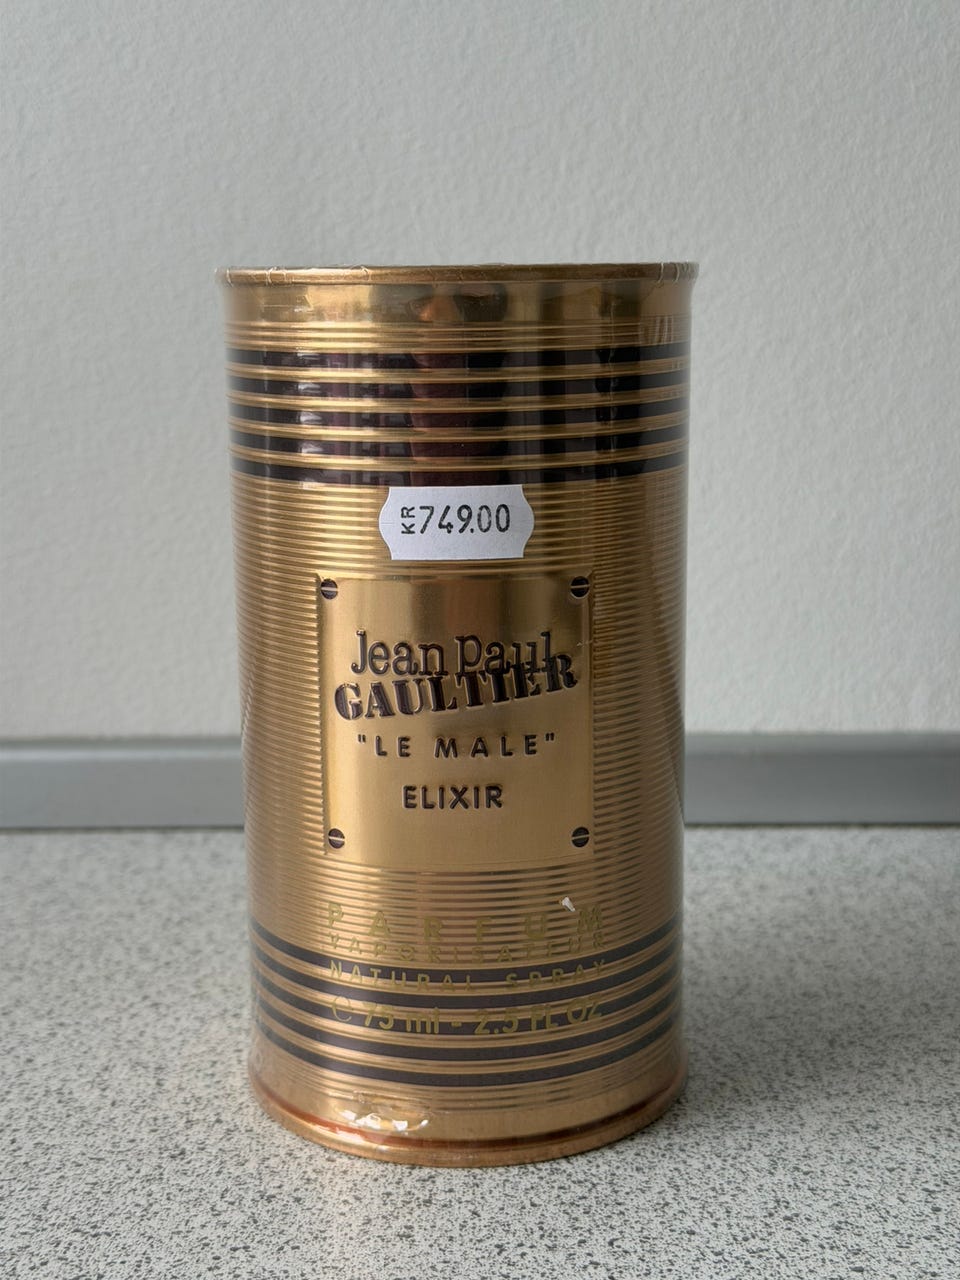 KR 749.00
Jean Paul
GAULTIER
"LE MALE"
ELIXIR
PARFUM
VAPORISATEUR
NATURAL SPRAY
℮ 75 ml - 2.5 FL OZ